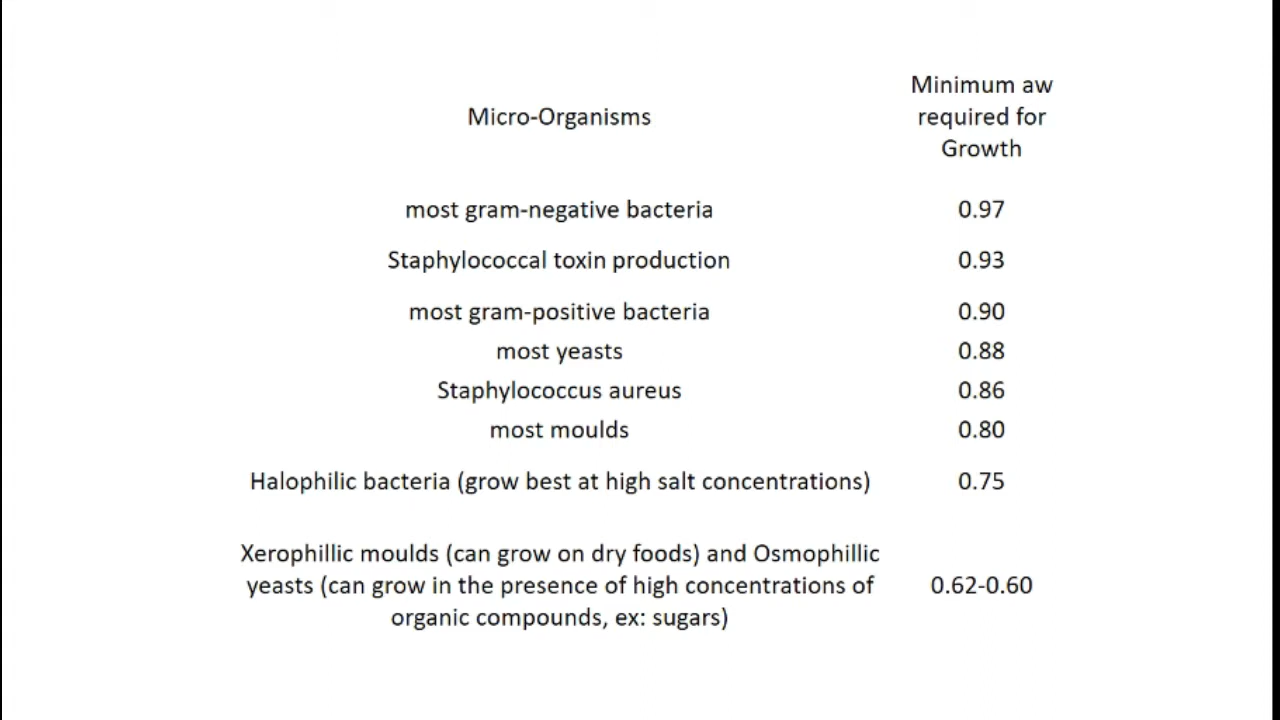 Micro-Organisms
Minimum aw
required for
Growth
most gram-negative bacteria 0.97
Staphylococcal toxin production 0.93
most gram-positive bacteria 0.90
most yeasts 0.88
Staphylococcus aureus 0.86
most moulds 0.80
Halophilic bacteria (grow best at high salt concentrations) 0.75
Xerophillic moulds (can grow on dry foods) and Osmophillic
yeasts (can grow in the presence of high concentrations of 0.62-0.60
organic compounds, ex: sugars)